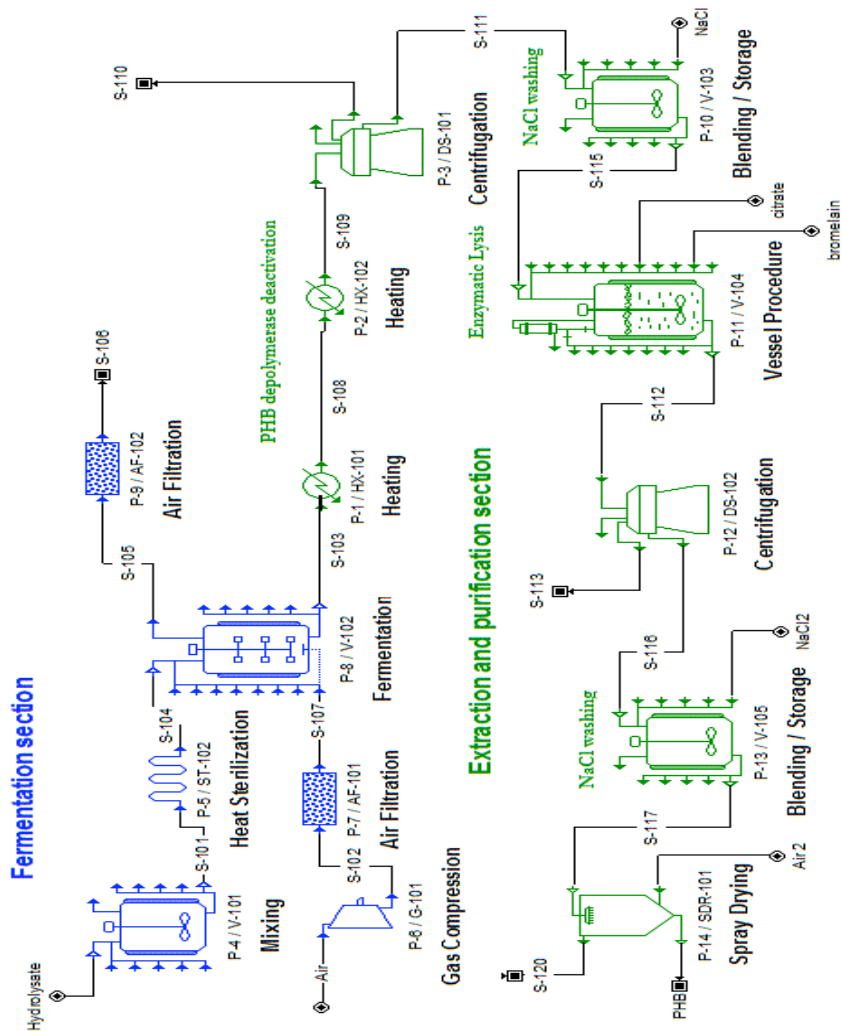 Fermentation section
Hydrolysate
P-4 / V-101
Mixing
S-101
P-5 / ST-102
Heat Sterilization
S-104
Air
P-6 / G-101
Gas Compression
S-102
P-7 / AF-101
Air Filtration
S-107
P-8 / V-102
Fermentation
S-105
P-9 / AF-102
Air Filtration
S-106
S-103
P-1 / HX-101
Heating
S-108
PHB depolymerase deactivation
P-2 / HX-102
Heating
S-109
P-3 / DS-101
Centrifugation
S-110
S-111
Extraction and purification section
NaCl washing
NaCl
P-10 / V-103
Blending / Storage
S-115
Enzymatic Lysis
citrate
bromelain
P-11 / V-104
Vessel Procedure
S-112
P-12 / DS-102
Centrifugation
S-113
S-116
NaCl washing
NaCl2
P-13 / V-105
Blending / Storage
S-117
Air2
P-14 / SDR-101
Spray Drying
S-120
PHB